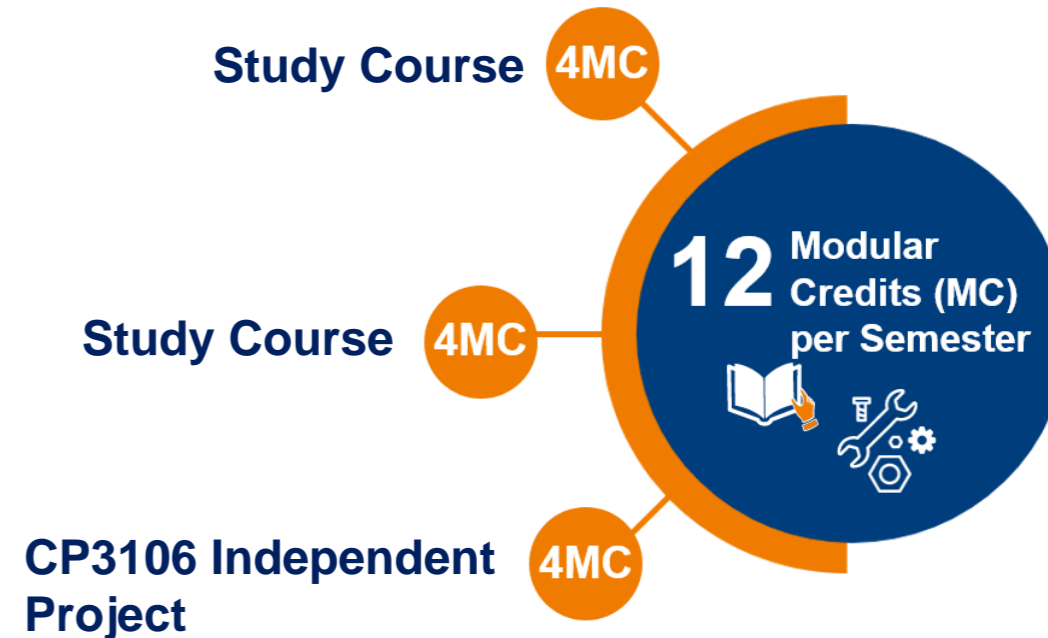 Study Course 4MC
12 Modular
Credits (MC)
per Semester
Study Course 4MC
CP3106 Independent
Project
4MC